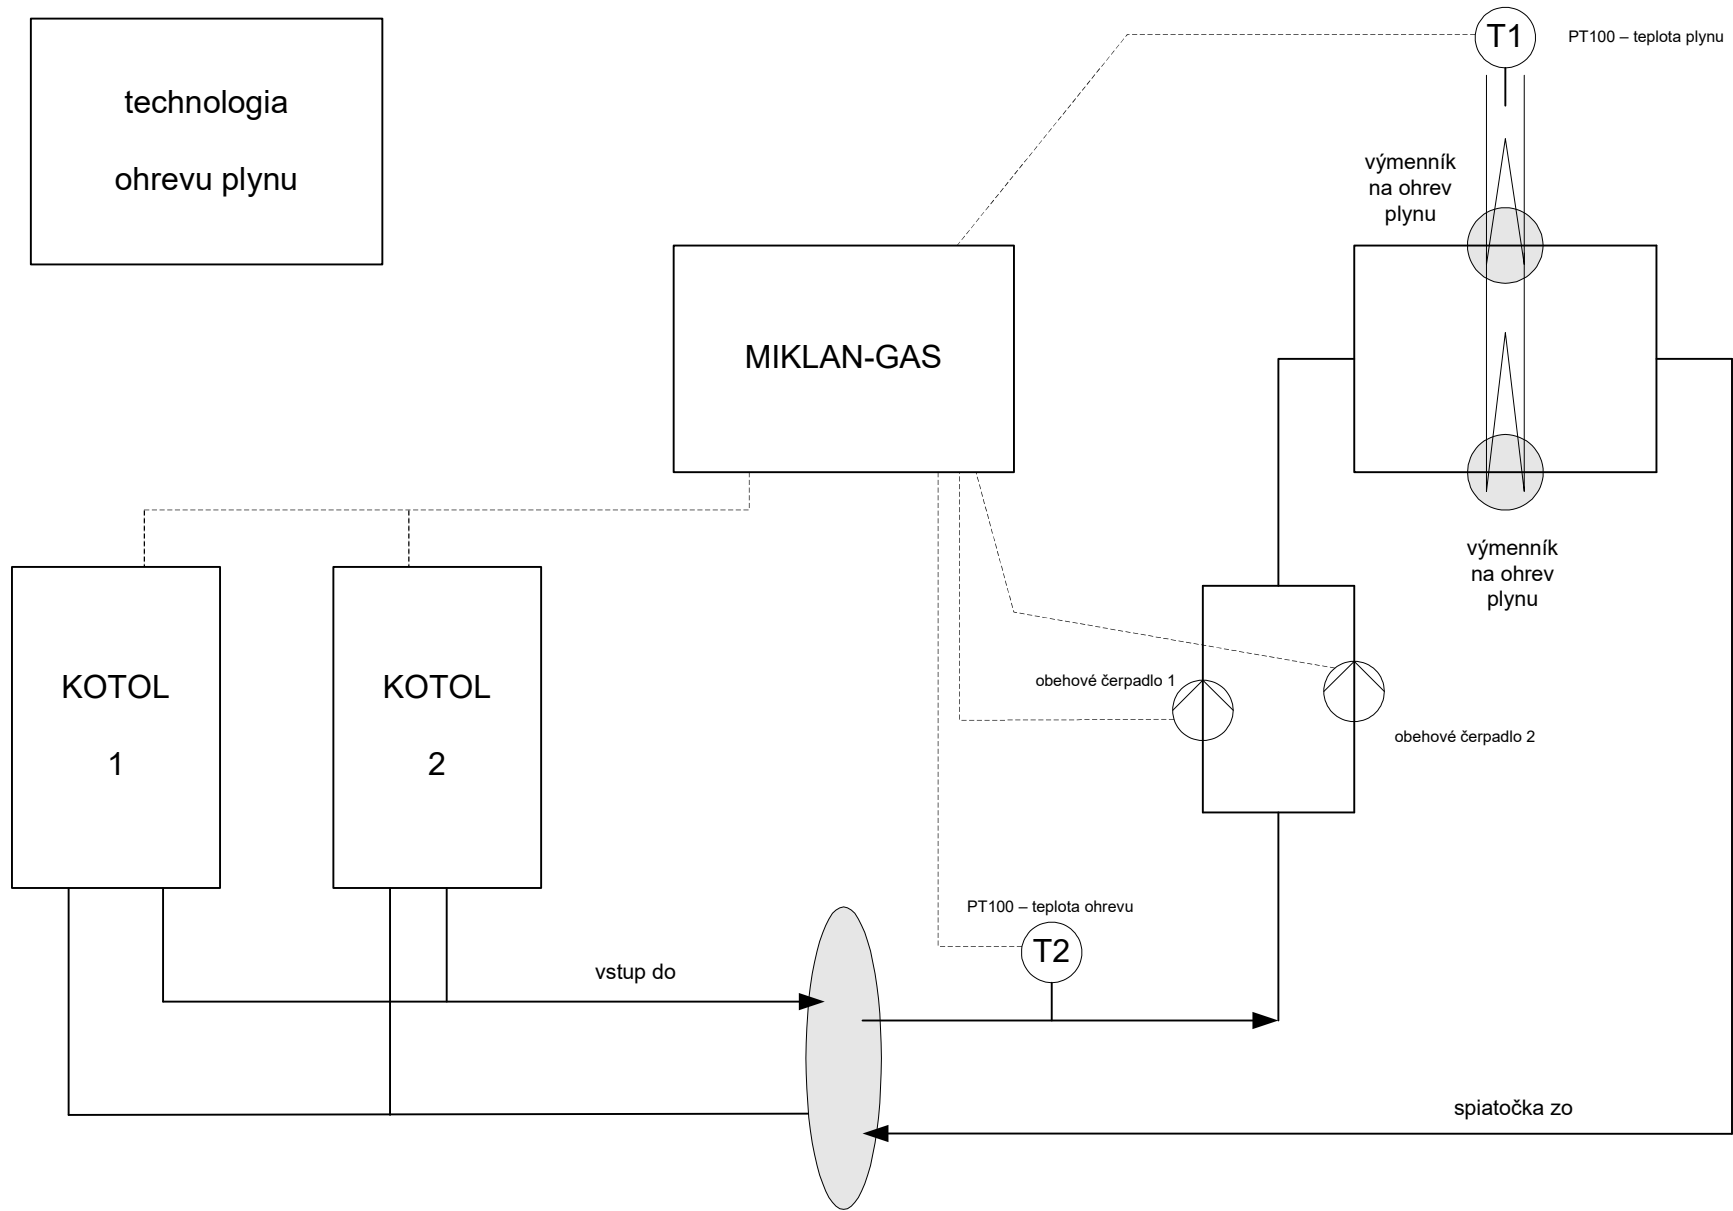 technologia
ohrevu plynu
T1
PT100 – teplota plynu
výmenník
na ohrev
plynu
MIKLAN-GAS
výmenník
na ohrev
plynu
KOTOL
1
KOTOL
2
obehové čerpadlo 1
obehové čerpadlo 2
PT100 – teplota ohrevu
T2
vstup do
spiatočka zo